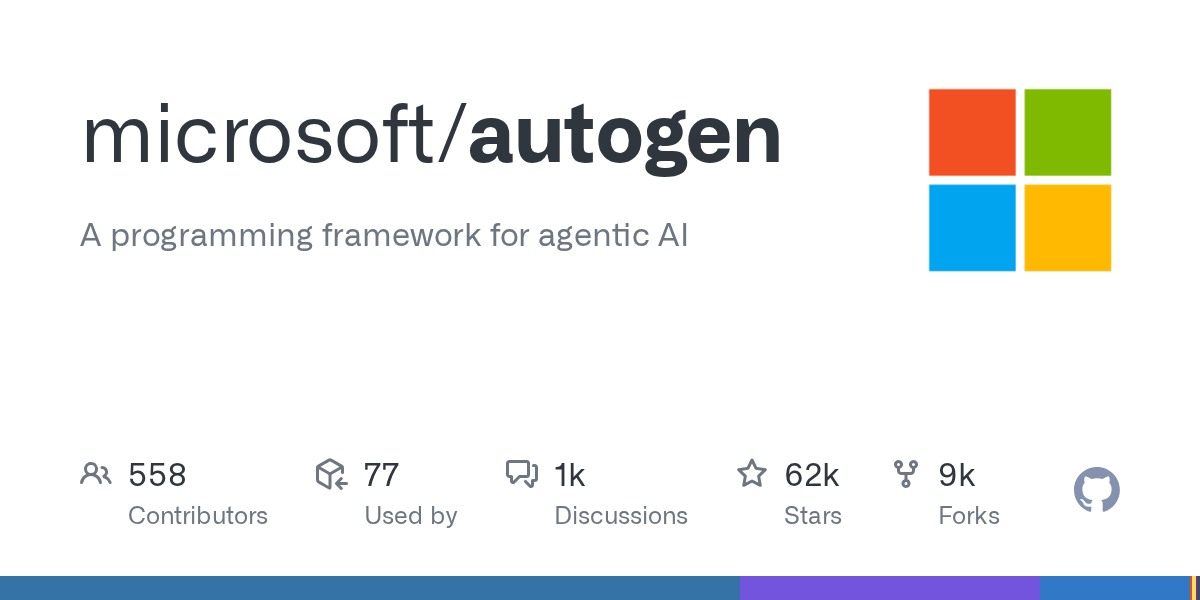 microsoft/autogen
A programming framework for agentic AI
558 77 1k 62k 9k
Contributors Used by Discussions Stars Forks